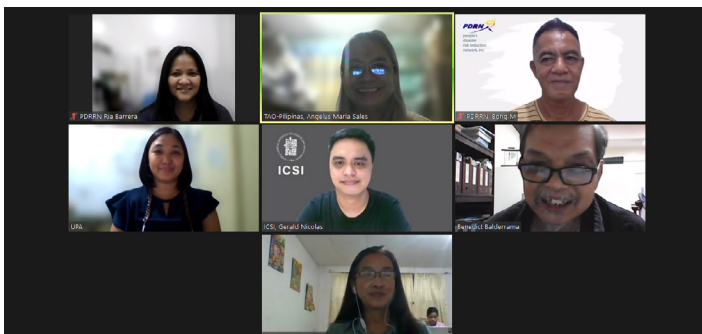 PDRN
people's
disaster
risk reduction
network, inc.
PDRRN Ria Barrera
TAO-Pilipinas, Angelus Maria Sales
PDRRN, Bong M
ICSI
UPA
ICSI, Gerald Nicolas
Benedict Balderrama